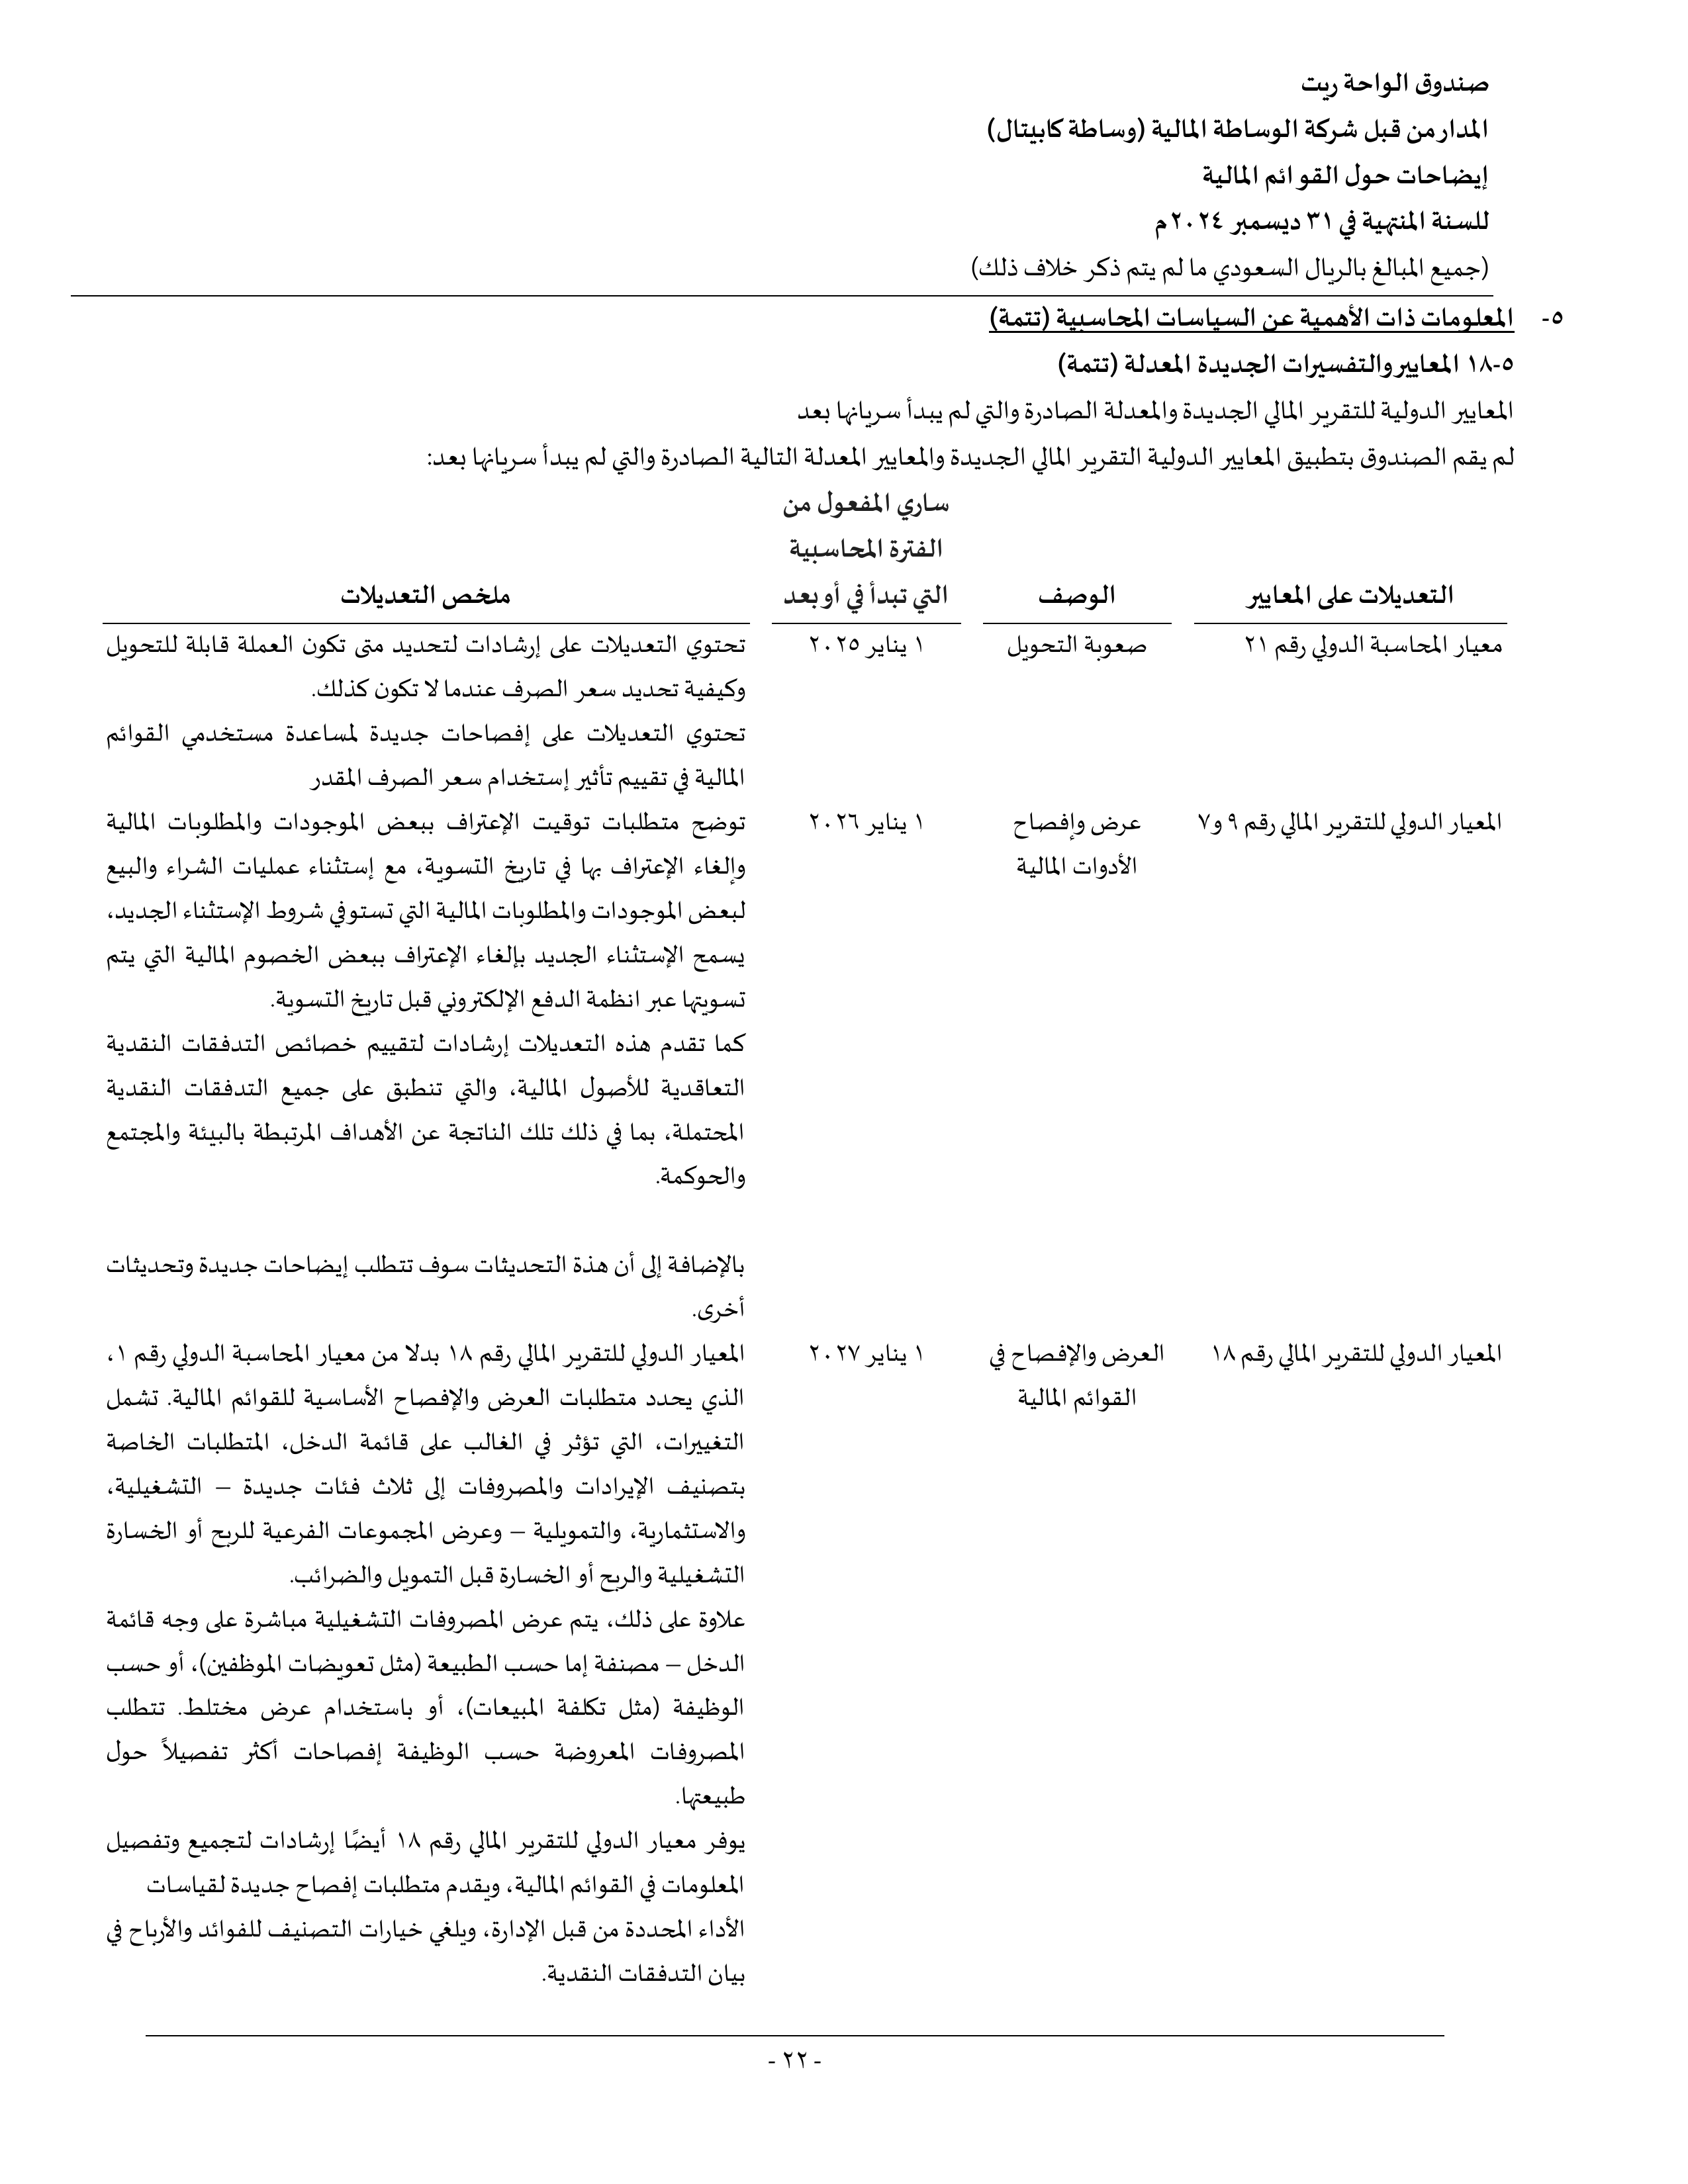 صندوق الواحة ريت
المدار من قبل شركة الوساطة المالية (وساطة كابيتال)
إيضاحات حول القوائم المالية
للسنة المنتهية في ٣١ ديسمبر ٢٠٢٤م
(جميع المبالغ بالريال السعودي ما لم يتم ذكر خلاف ذلك)
٥- المعلومات ذات الأهمية عن السياسات المحاسبية (تتمة)
٥-١٨ المعايير والتفسيرات الجديدة المعدلة (تتمة)
المعايير الدولية للتقرير المالي الجديدة والمعدلة الصادرة والتي لم يبدأ سريانها بعد
لم يقم الصندوق بتطبيق المعايير الدولية التقرير المالي الجديدة والمعايير المعدلة التالية الصادرة والتي لم يبدأ سريانها بعد:
ساري المفعول من
الفترة المحاسبية
التعديلات على المعايير الوصف التي تبدأ في أو بعد ملخص التعديلات
معيار المحاسبة الدولي رقم ٢١ صعوبة التحويل ١ يناير ٢٠٢٥ تحتوي التعديلات على إرشادات لتحديد متى تكون العملة قابلة للتحويل
وكيفية تحديد سعر الصرف عندما لا تكون كذلك.
تحتوي التعديلات على إفصاحات جديدة لمساعدة مستخدمي القوائم
المالية في تقييم تأثير إستخدام سعر الصرف المقدر
المعيار الدولي للتقرير المالي رقم ٩ و٧ عرض وإفصاح ١ يناير ٢٠٢٦ توضح متطلبات توقيت الإعتراف ببعض الموجودات والمطلوبات المالية
الأدوات المالية وإلغاء الإعتراف بها في تاريخ التسوية، مع إستثناء عمليات الشراء والبيع
لبعض الموجودات والمطلوبات المالية التي تستوفي شروط الإستثناء الجديد،
يسمح الإستثناء الجديد بإلغاء الإعتراف ببعض الخصوم المالية التي يتم
تسويتها عبر انظمة الدفع الإلكتروني قبل تاريخ التسوية.
كما تقدم هذه التعديلات إرشادات لتقييم خصائص التدفقات النقدية
التعاقدية للأصول المالية، والتي تنطبق على جميع التدفقات النقدية
المحتملة، بما في ذلك تلك الناتجة عن الأهداف المرتبطة بالبيئة والمجتمع
والحوكمة.
بالإضافة إلى أن هذة التحديثات سوف تتطلب إيضاحات جديدة وتحديثات
أخرى.
المعيار الدولي للتقرير المالي رقم ١٨ العرض والإفصاح في ١ يناير ٢٠٢٧ المعيار الدولي للتقرير المالي رقم ١٨ بدلا من معيار المحاسبة الدولي رقم ١،
القوائم المالية الذي يحدد متطلبات العرض والإفصاح الأساسية للقوائم المالية. تشمل
التغييرات، التي تؤثر في الغالب على قائمة الدخل، المتطلبات الخاصة
بتصنيف الإيرادات والمصروفات إلى ثلاث فئات جديدة – التشغيلية،
والاستثمارية، والتمويلية – وعرض المجموعات الفرعية للربح أو الخسارة
التشغيلية والربح أو الخسارة قبل التمويل والضرائب.
علاوة على ذلك، يتم عرض المصروفات التشغيلية مباشرة على وجه قائمة
الدخل – مصنفة إما حسب الطبيعة (مثل تعويضات الموظفين)، أو حسب
الوظيفة (مثل تكلفة المبيعات)، أو باستخدام عرض مختلط. تتطلب
المصروفات المعروضة حسب الوظيفة إفصاحات أكثر تفصيلاً حول
طبيعتها.
يوفر معيار الدولي للتقرير المالي رقم ١٨ أيضًا إرشادات لتجميع وتفصيل
المعلومات في القوائم المالية، ويقدم متطلبات إفصاح جديدة لقياسات
الأداء المحددة من قبل الإدارة، ويلغي خيارات التصنيف للفوائد والأرباح في
بيان التدفقات النقدية.
- ٢٢ -